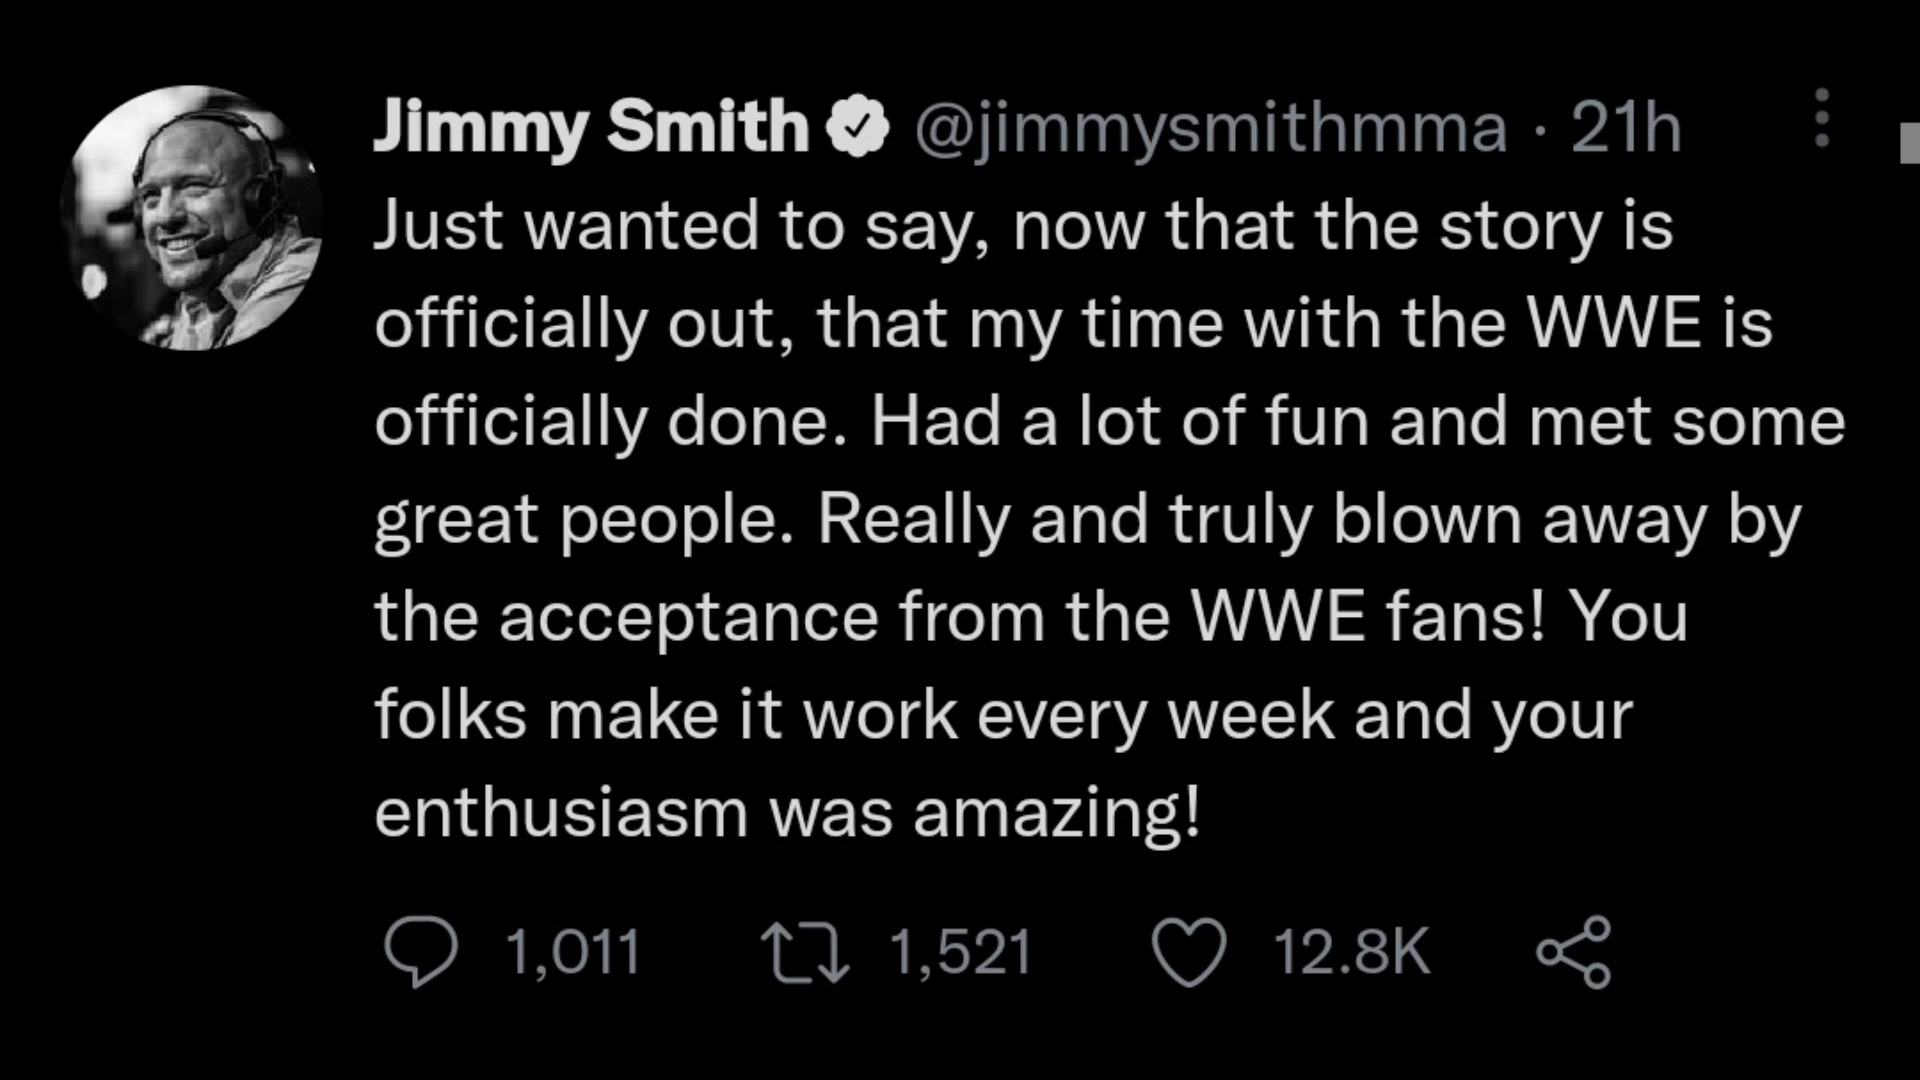 Jimmy Smith @jimmysmithmma · 21h
Just wanted to say, now that the story is
officially out, that my time with the WWE is
officially done. Had a lot of fun and met some
great people. Really and truly blown away by
the acceptance from the WWE fans! You
folks make it work every week and your
enthusiasm was amazing!
1,011 1,521 12.8K